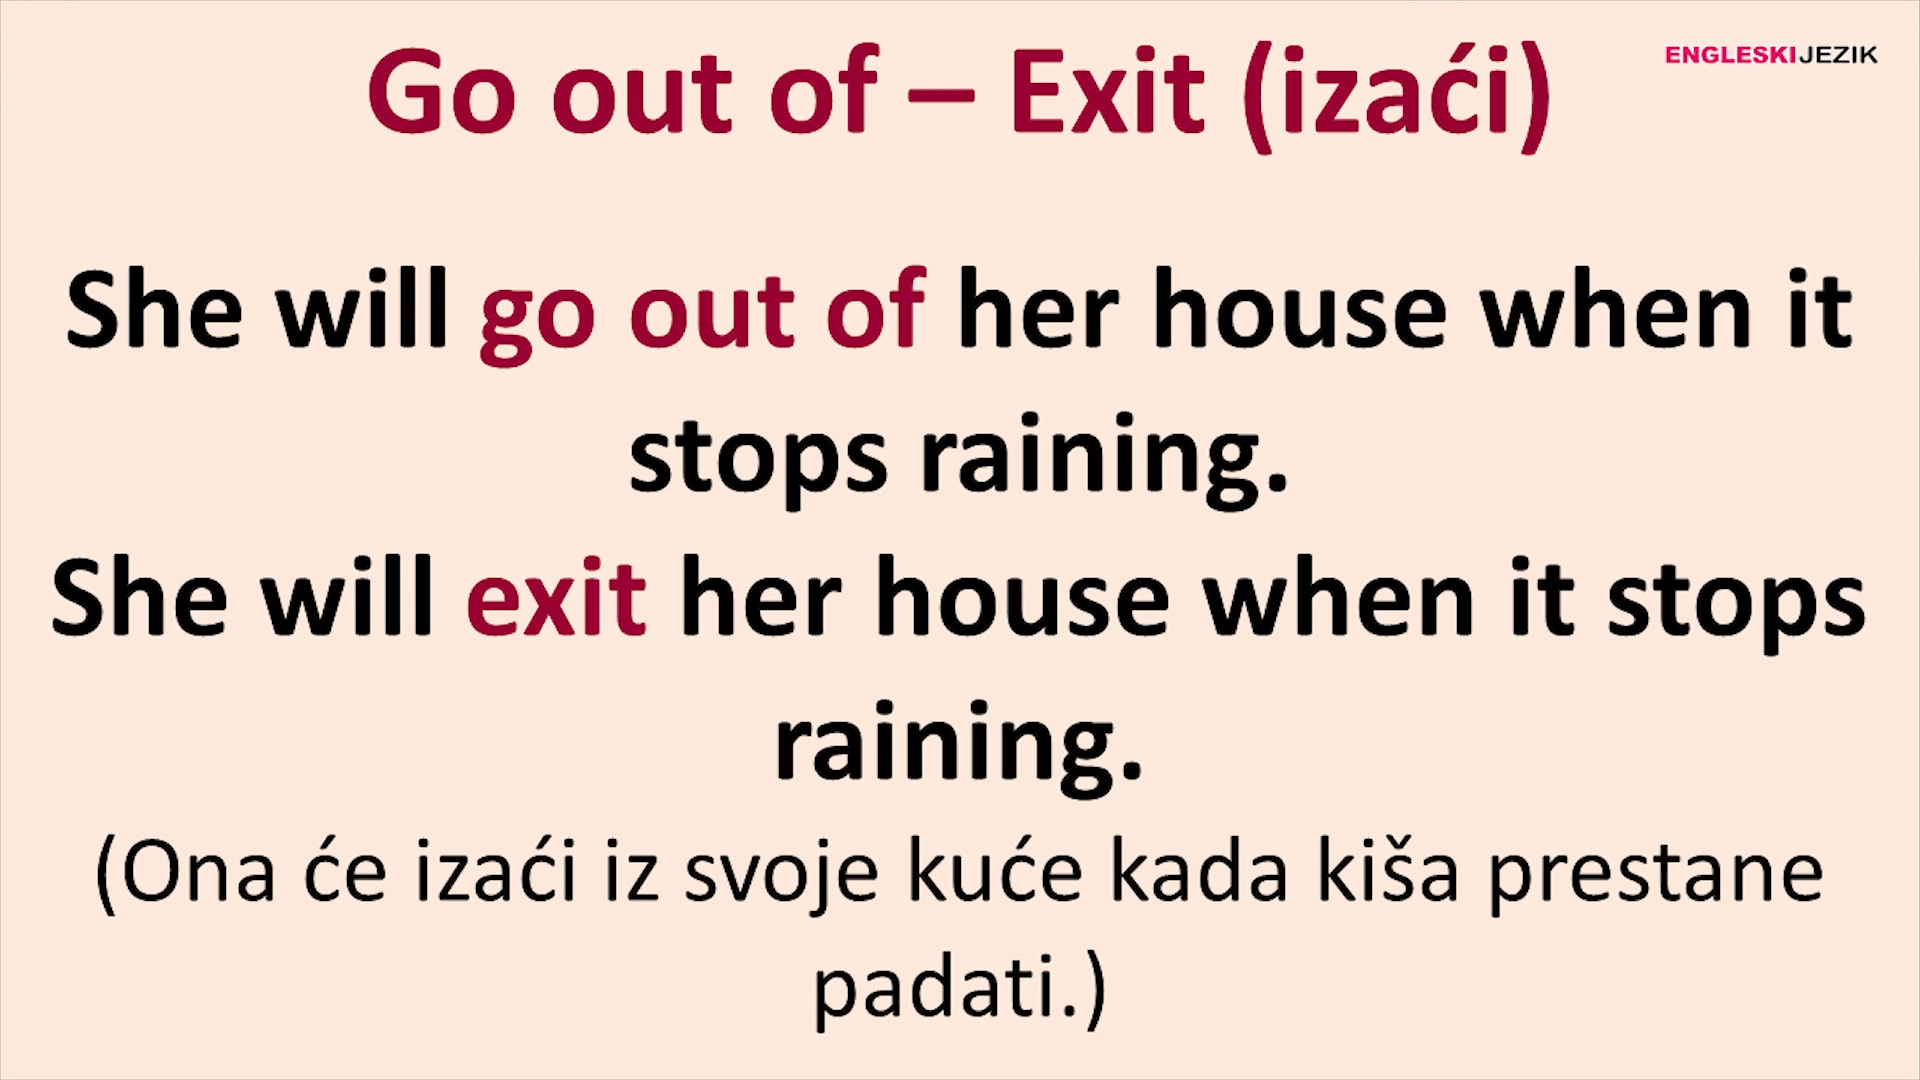 Go out of – Exit (izaći)
ENGLESKIJEZIK
She will go out of her house when it
stops raining.
She will exit her house when it stops
raining.
(Ona će izaći iz svoje kuće kada kiša prestane
padati.)